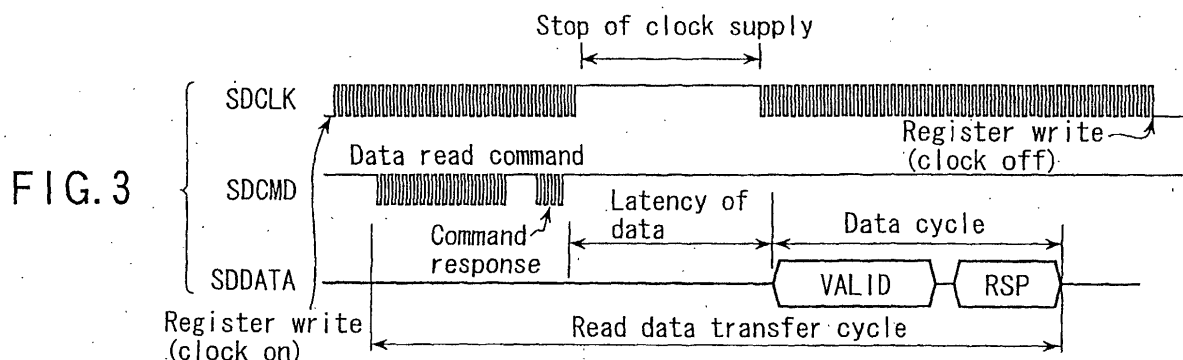 Stop of clock supply
SDCLK
Register write
(clock off)
Data read command
FIG. 3
SDCMD
Latency of
data
Data cycle
Command
response
SDDATA
VALID
RSP
Register write
(clock on)
Read data transfer cycle